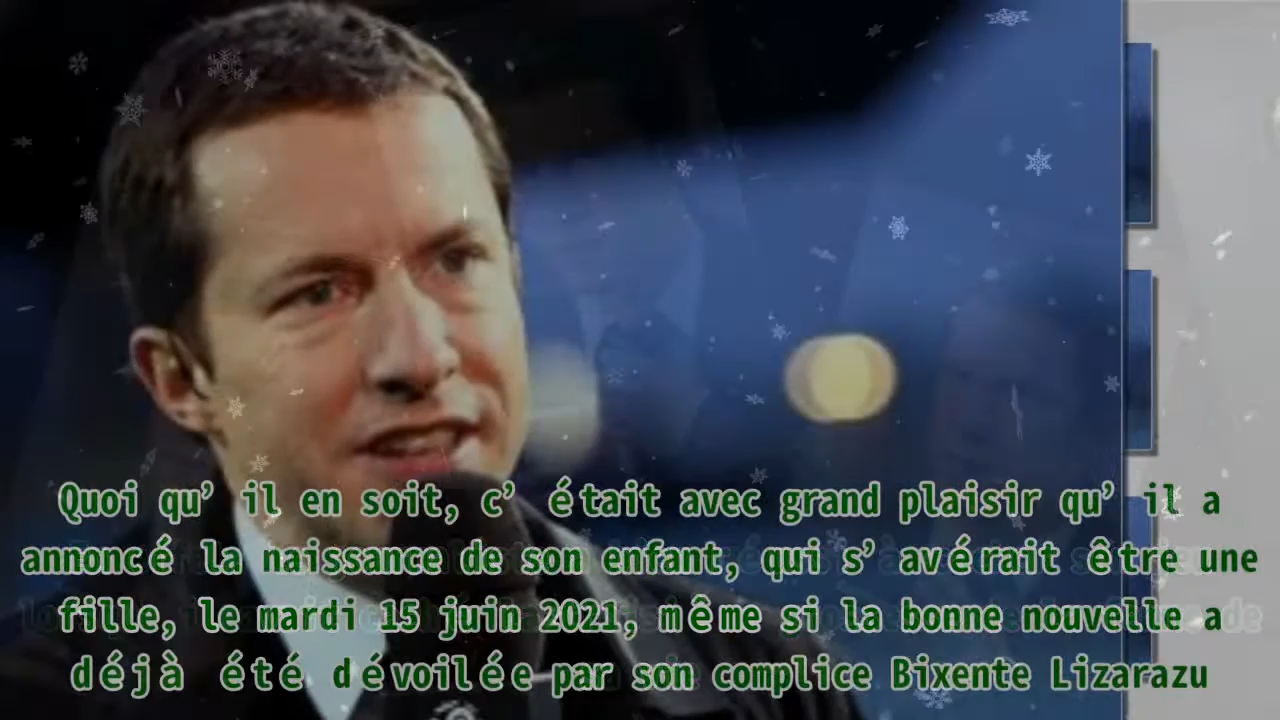 Quoi qu’ il en soit, c’ était avec grand plaisir qu’ il a
annoncé la naissance de son enfant, qui s’ avérait être une
fille, le mardi 15 juin 2021, même si la bonne nouvelle a
déjà été dévoilée par son complice Bixente Lizarazu